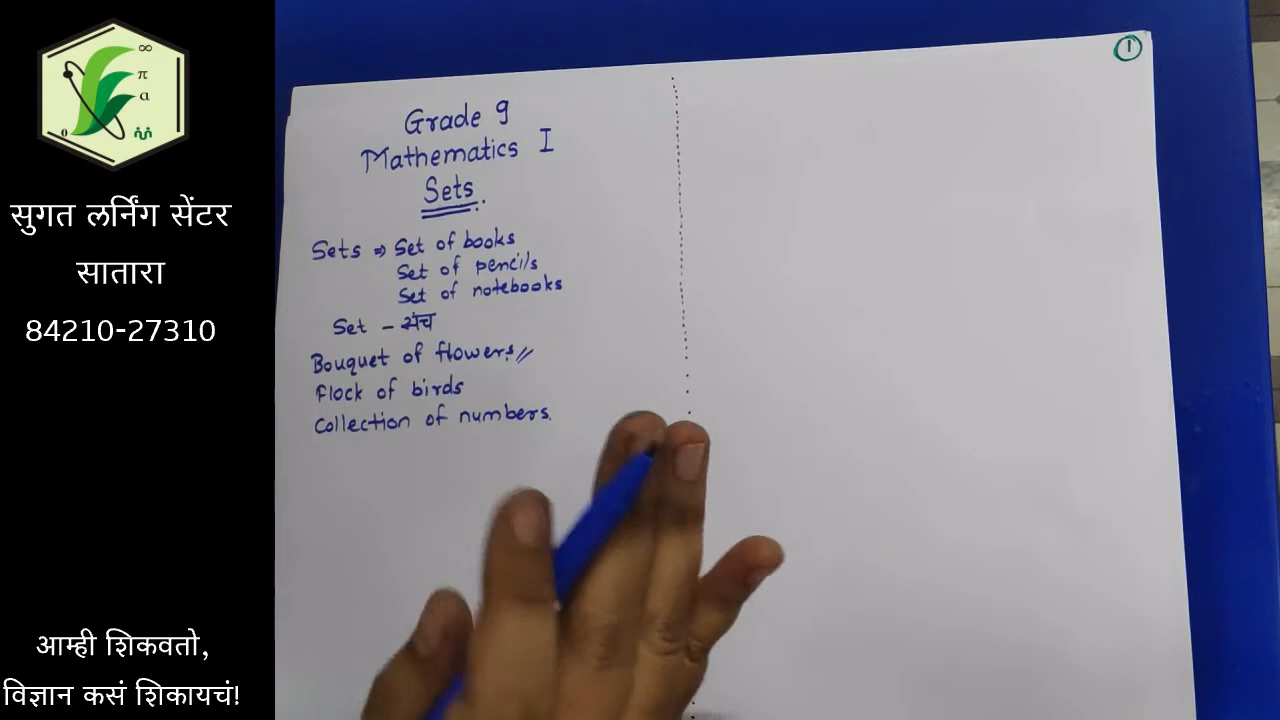 ∞
π
a
0
सुगत लर्निंग सेंटर
सातारा
84210-27310
आम्ही शिकवतो,
विज्ञान कसं शिकायचं!
1
Grade 9
Mathematics I
Sets.
Sets ⇒ Set of books
Set of pencils
Set of notebooks
Set - संच
Bouquet of flowers.//
Flock of birds
Collection of numbers.